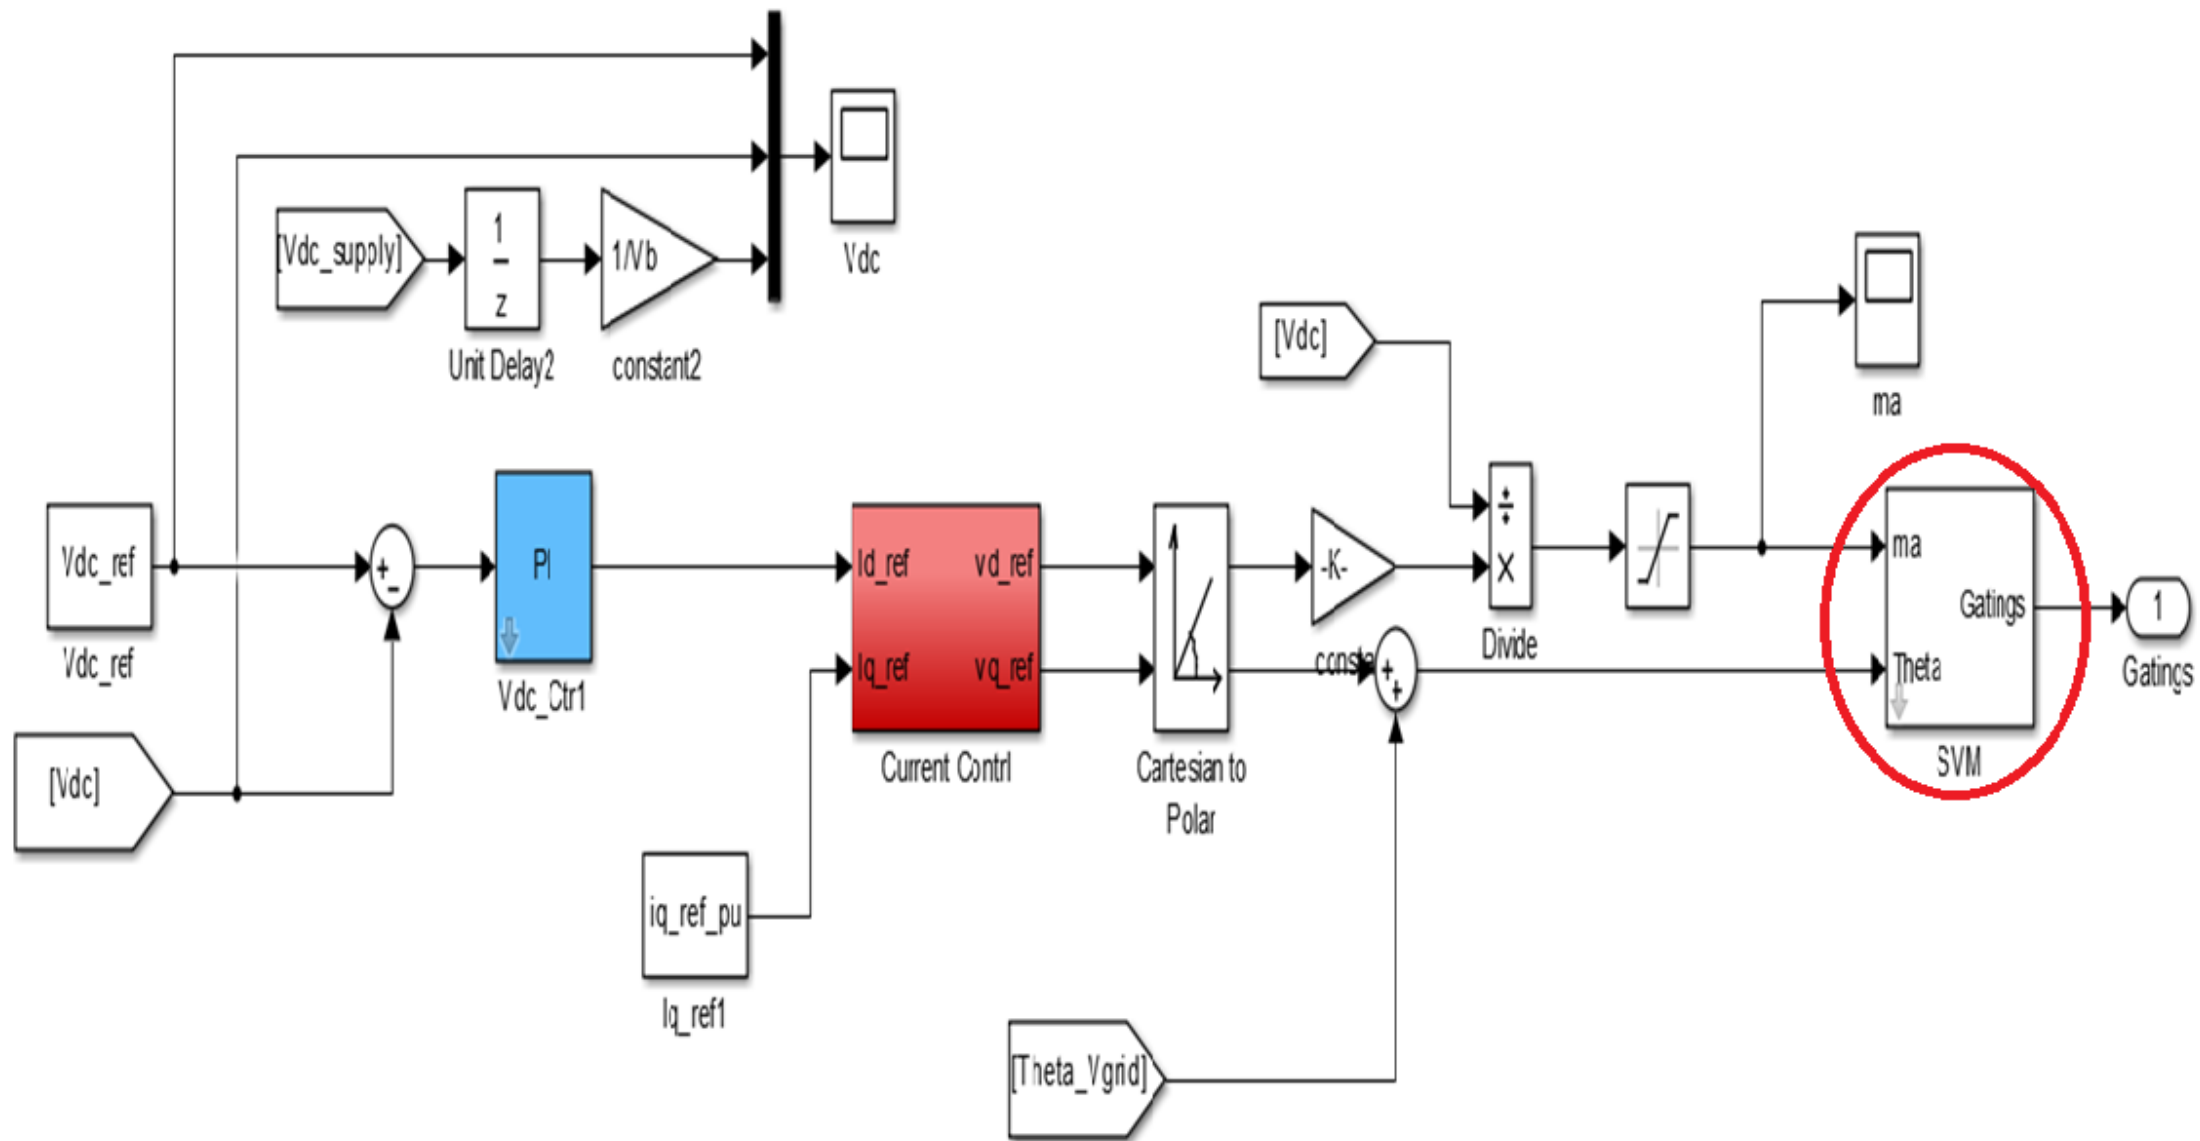 [Vdc_supply]
1
z
1/Vb
Unit Delay2
constant2
Vdc
[Vdc]
ma
Vdc_ref
Vdc_ref
+
-
PI
Vdc_Ctr1
Id_ref
vd_ref
Iq_ref
vq_ref
Current Contrl
Cartesian to
Polar
-K-
consta
÷
×
Divide
+
+
ma
Gatings
Theta
SVM
1
Gatings
[Vdc]
iq_ref_pu
Iq_ref1
[Theta_Vgrid]